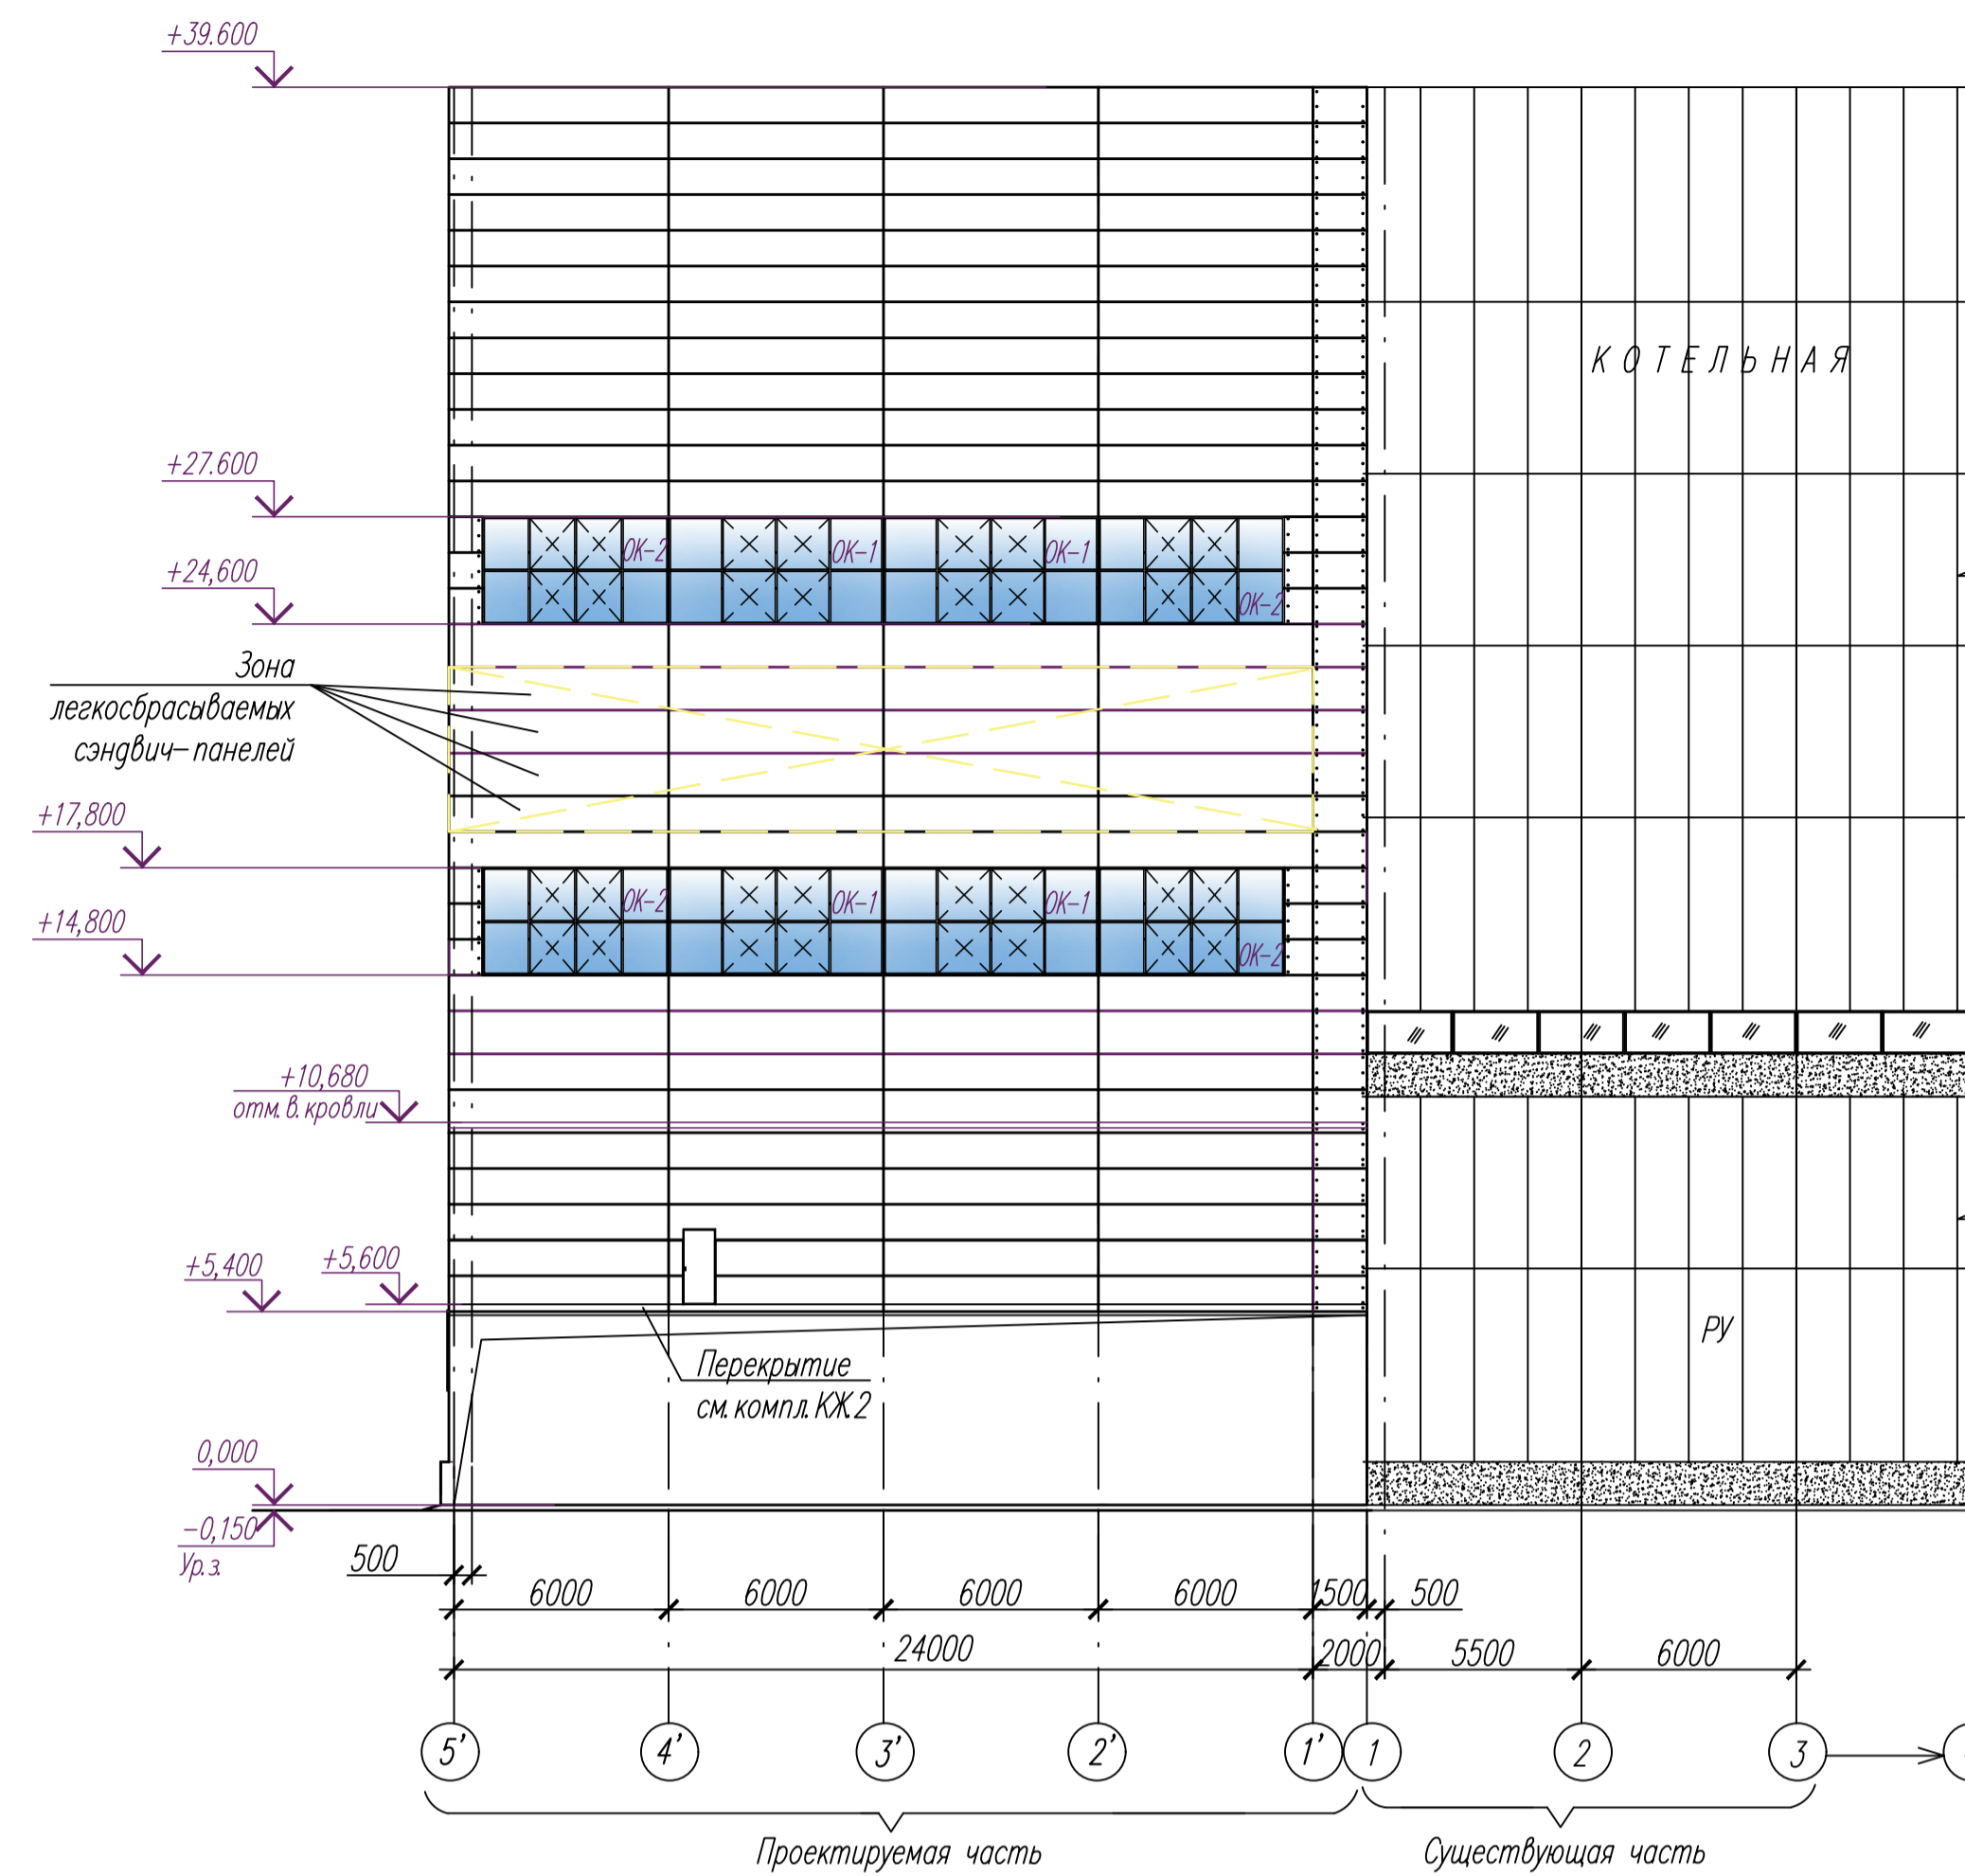 +39.600
КОТЕЛЬНАЯ
+27.600
ОК-2 ОК-1 ОК-1
+24,600
ОК-2
Зона
легкосбрасываемых
сэндвич-панелей
+17,800
ОК-2 ОК-1 ОК-1
+14,800
ОК-2
+10,680
отм. в. кровли
+5,400 +5,600
РУ
Перекрытие
см. компл. КЖ.2
0,000
-0,150
Ур.з.
500
6000 6000 6000 6000 1500 500
24000 2000 5500 6000
5' 4' 3' 2' 1' 1 2 3
Проектируемая часть Существующая часть